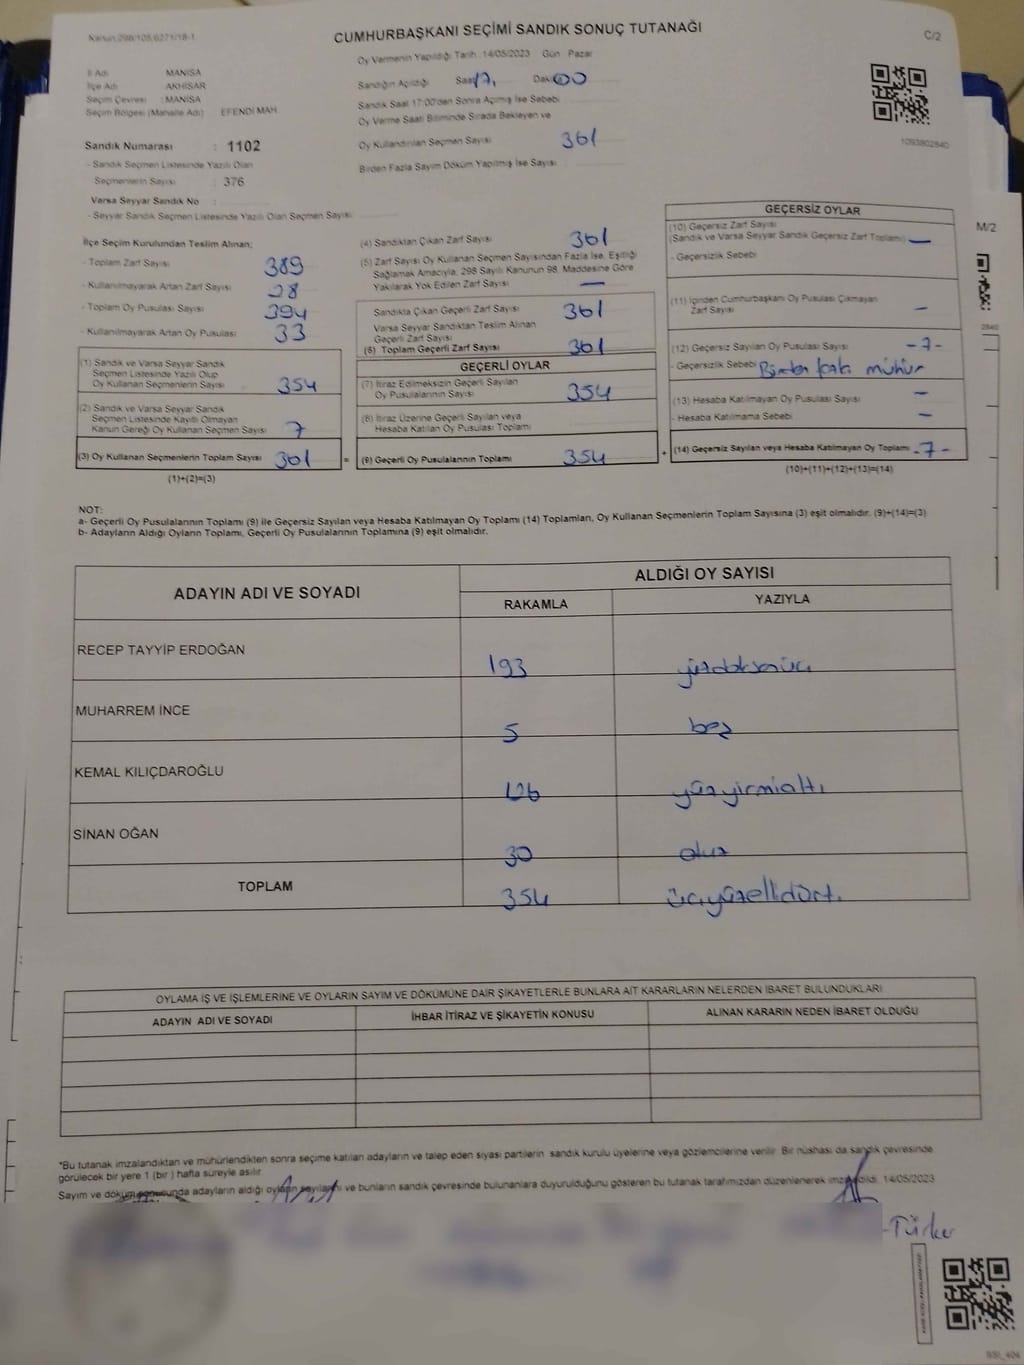 Kanun:298/105,6271/18-1
CUMHURBAŞKANI SEÇİMİ SANDIK SONUÇ TUTANAĞI
C/2
Oy Vermenin Yapıldığı Tarih : 14/05/2023 Gün : Pazar
İl Adı : MANİSA
İlçe Adı : AKHİSAR
Seçim Çevresi : MANİSA
Seçim Bölgesi (Mahalle Adı) : EFENDİ MAH.
Sandığın Açıldığı Saat 17, Dak 00
Sandık Saat 17:00'den Sonra Açılmış İse Sebebi
Oy Verme Saati Bitiminde Sırada Bekleyen ve
Oy Kullandırılan Seçmen Sayısı 361
Birden Fazla Sayım Döküm Yapılmış İse Sayısı
1093802840
Sandık Numarası : 1102
- Sandık Seçmen Listesinde Yazılı Olan
Seçmenlerin Sayısı : 376
Varsa Seyyar Sandık No :
- Seyyar Sandık Seçmen Listesinde Yazılı Olan Seçmen Sayısı:
İlçe Seçim Kurulundan Teslim Alınan;
- Toplam Zarf Sayısı 389
- Kullanılmayarak Artan Zarf Sayısı 28
- Toplam Oy Pusulası Sayısı 394
- Kullanılmayarak Artan Oy Pusulası 33
(1) Sandık ve Varsa Seyyar Sandık
Seçmen Listesinde Yazılı Olup
Oy Kullanan Seçmenlerin Sayısı 354
(2) Sandık ve Varsa Seyyar Sandık
Seçmen Listesinde Kayıtlı Olmayan
Kanun Gereği Oy Kullanan Seçmen Sayısı 7
(3) Oy Kullanan Seçmenlerin Toplam Sayısı 361
(1)+(2)=(3)
(4) Sandıktan Çıkan Zarf Sayısı 361
(5) Zarf Sayısı Oy Kullanan Seçmen Sayısından Fazla İse, Eşitliği
Sağlamak Amacıyla, 298 Sayılı Kanunun 98. Maddesine Göre
Yakılarak Yok Edilen Zarf Sayısı —
Sandıkta Çıkan Geçerli Zarf Sayısı 361
Varsa Seyyar Sandıktan Teslim Alınan
Geçerli Zarf Sayısı
(6) Toplam Geçerli Zarf Sayısı 361
GEÇERLİ OYLAR
(7) İtiraz Edilmeksizin Geçerli Sayılan
Oy Pusulalarının Sayısı 354
(8) İtiraz Üzerine Geçerli Sayılan veya
Hesaba Katılan Oy Pusulası Toplamı
= (9) Geçerli Oy Pusulalarının Toplamı 354
GEÇERSİZ OYLAR
(10) Geçersiz Zarf Sayısı
(Sandık ve Varsa Seyyar Sandık Geçersiz Zarf Toplamı) —
- Geçersizlik Sebebi
(11) İçinden Cumhurbaşkanı Oy Pusulası Çıkmayan
Zarf Sayısı —
(12) Geçersiz Sayılan Oy Pusulası Sayısı -7-
- Geçersizlik Sebebi Birden fazla mühür
(13) Hesaba Katılmayan Oy Pusulası Sayısı —
- Hesaba Katılmama Sebebi —
+ (14) Geçersiz Sayılan veya Hesaba Katılmayan Oy Toplamı -7-
(10)+(11)+(12)+(13)=(14)
M/2
2840
NOT:
a- Geçerli Oy Pusulalarının Toplamı (9) ile Geçersiz Sayılan veya Hesaba Katılmayan Oy Toplamı (14) Toplamları, Oy Kullanan Seçmenlerin Toplam Sayısına (3) eşit olmalıdır. (9)+(14)=(3)
b- Adayların Aldığı Oyların Toplamı, Geçerli Oy Pusulalarının Toplamına (9) eşit olmalıdır.
ADAYIN ADI VE SOYADI
ALDIĞI OY SAYISI
RAKAMLA YAZIYLA
RECEP TAYYİP ERDOĞAN 193 yüzdoksanüç
MUHARREM İNCE 5 beş
KEMAL KILIÇDAROĞLU 126 yüzyirmialtı
SİNAN OĞAN 30 otuz
TOPLAM 354 üçyüzellidört.
OYLAMA İŞ VE İŞLEMLERİNE VE OYLARIN SAYIM VE DÖKÜMÜNE DAİR ŞİKAYETLERLE BUNLARA AİT KARARLARIN NELERDEN İBARET BULUNDUKLARI
ADAYIN ADI VE SOYADI İHBAR İTİRAZ VE ŞİKAYETİN KONUSU ALINAN KARARIN NEDEN İBARET OLDUĞU
*Bu tutanak imzalandıktan ve mühürlendikten sonra seçime katılan adayların ve talep eden siyasi partilerin sandık kurulu üyelerine veya gözlemcilerine verilir. Bir nüshası da sandık çevresinde
görülecek bir yere 1 (bir) hafta süreyle asılır.
Sayım ve döküm sonucunda adayların aldığı oyların sayılarını ve bunların sandık çevresinde bulunanlara duyurulduğunu gösteren bu tutanak tarafımızdan düzenlenerek imzalandı. 14/05/2023
-Türker
SSI_404